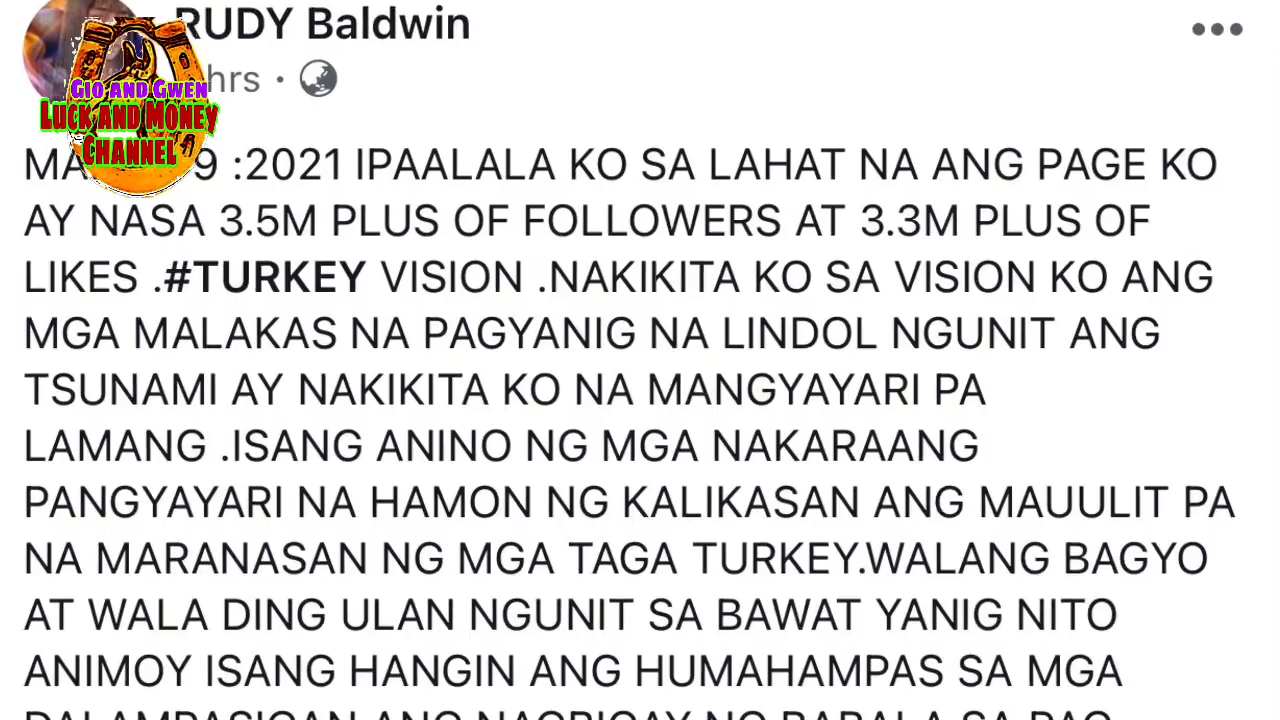 RUDY Baldwin
hrs ·
GIO AND GWEN
LUCK AND MONEY
CHANNEL
9 :2021 IPAALALA KO SA LAHAT NA ANG PAGE KO
AY NASA 3.5M PLUS OF FOLLOWERS AT 3.3M PLUS OF
LIKES .#TURKEY VISION .NAKIKITA KO SA VISION KO ANG
MGA MALAKAS NA PAGYANIG NA LINDOL NGUNIT ANG
TSUNAMI AY NAKIKITA KO NA MANGYAYARI PA
LAMANG .ISANG ANINO NG MGA NAKARAANG
PANGYAYARI NA HAMON NG KALIKASAN ANG MAUULIT PA
NA MARANASAN NG MGA TAGA TURKEY.WALANG BAGYO
AT WALA DING ULAN NGUNIT SA BAWAT YANIG NITO
ANIMOY ISANG HANGIN ANG HUMAHAMPAS SA MGA